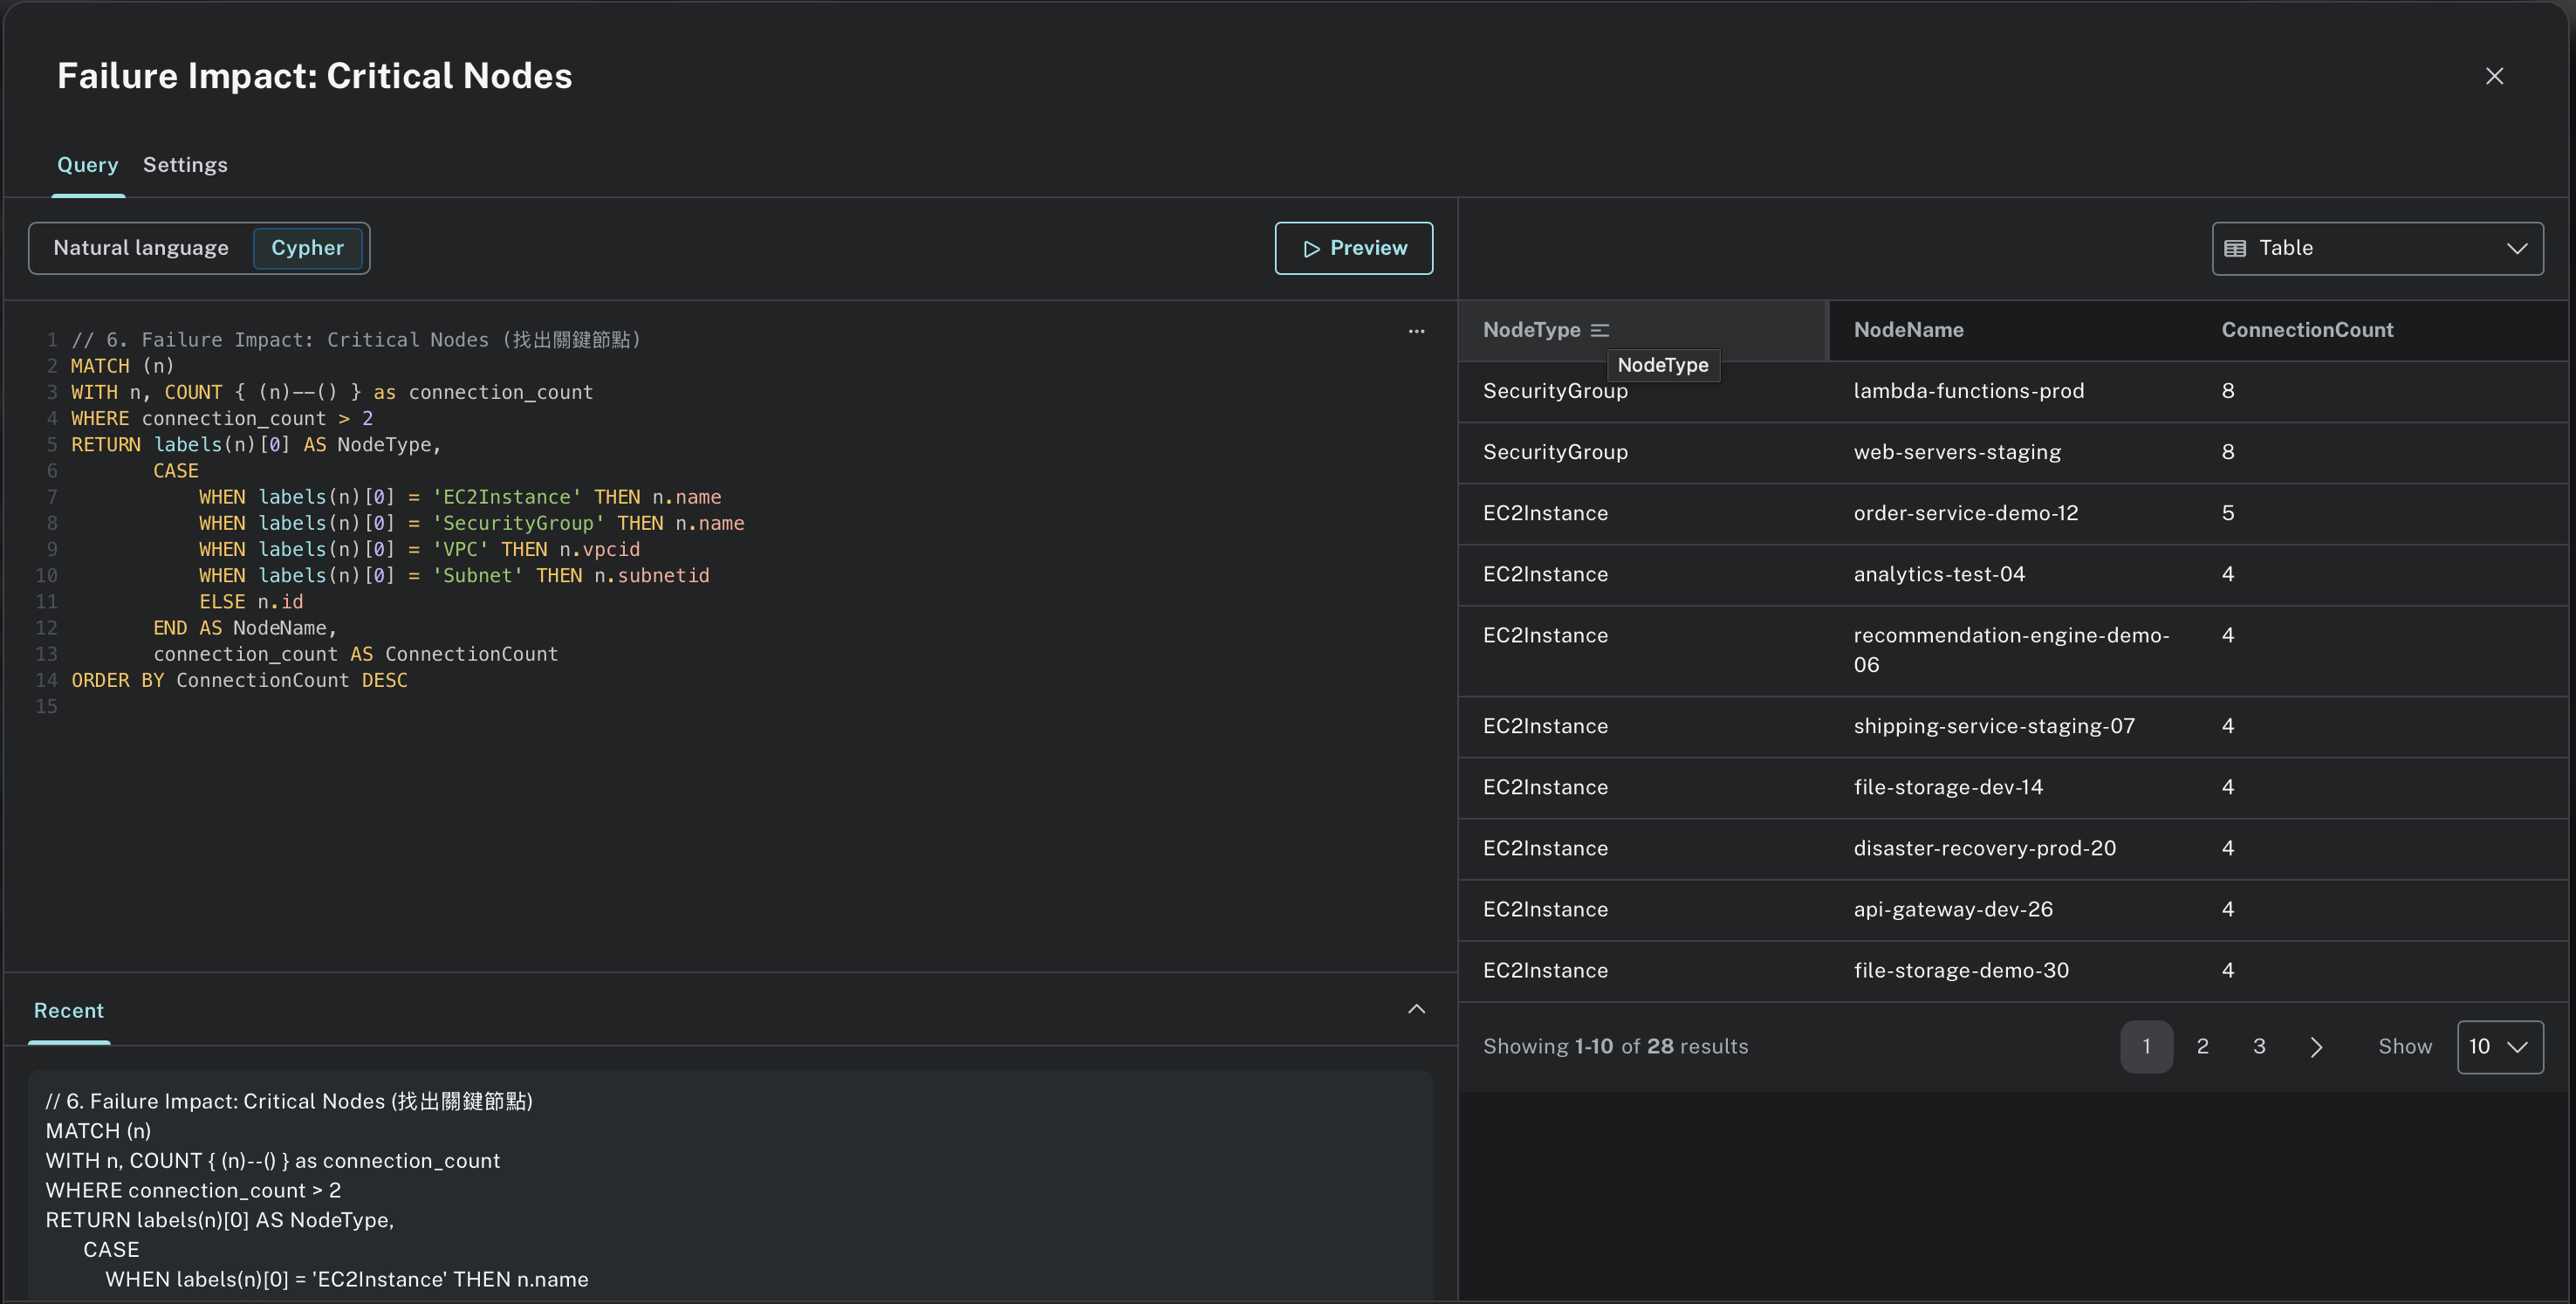 Failure Impact: Critical Nodes
Query Settings
Natural language Cypher
Preview
Table
1 // 6. Failure Impact: Critical Nodes (找出關鍵節點)
2 MATCH (n)
3 WITH n, COUNT { (n)--() } as connection_count
4 WHERE connection_count > 2
5 RETURN labels(n)[0] AS NodeType,
6 CASE
7 WHEN labels(n)[0] = 'EC2Instance' THEN n.name
8 WHEN labels(n)[0] = 'SecurityGroup' THEN n.name
9 WHEN labels(n)[0] = 'VPC' THEN n.vpcid
10 WHEN labels(n)[0] = 'Subnet' THEN n.subnetid
11 ELSE n.id
12 END AS NodeName,
13 connection_count AS ConnectionCount
14 ORDER BY ConnectionCount DESC
15
Recent
// 6. Failure Impact: Critical Nodes (找出關鍵節點)
MATCH (n)
WITH n, COUNT { (n)--() } as connection_count
WHERE connection_count > 2
RETURN labels(n)[0] AS NodeType,
CASE
WHEN labels(n)[0] = 'EC2Instance' THEN n.name
NodeType NodeName ConnectionCount
NodeType
SecurityGroup lambda-functions-prod 8
SecurityGroup web-servers-staging 8
EC2Instance order-service-demo-12 5
EC2Instance analytics-test-04 4
EC2Instance recommendation-engine-demo- 4
06
EC2Instance shipping-service-staging-07 4
EC2Instance file-storage-dev-14 4
EC2Instance disaster-recovery-prod-20 4
EC2Instance api-gateway-dev-26 4
EC2Instance file-storage-demo-30 4
Showing 1-10 of 28 results 1 2 3 Show 10